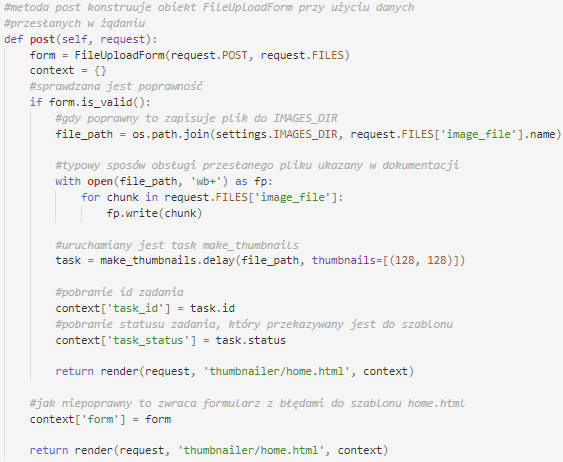 #metoda post konstruuje obiekt FileUploadForm przy użyciu danych
#przesłanych w żądaniu
def post(self, request):
    form = FileUploadForm(request.POST, request.FILES)
    context = {}
    #sprawdzana jest poprawność
    if form.is_valid():
        #gdy poprawny to zapisuje plik do IMAGES_DIR
        file_path = os.path.join(settings.IMAGES_DIR, request.FILES['image_file'].name)

        #typowy sposów obsługi przesłanego pliku ukazany w dokumentacji
        with open(file_path, 'wb+') as fp:
            for chunk in request.FILES['image_file']:
                fp.write(chunk)

        #uruchamiany jest task make_thumbnails
        task = make_thumbnails.delay(file_path, thumbnails=[(128, 128)])

        #pobranie id zadania
        context['task_id'] = task.id
        #pobranie statusu zadania, który przekazywany jest do szablonu
        context['task_status'] = task.status

        return render(request, 'thumbnailer/home.html', context)

    #jak niepoprawny to zwraca formularz z błędami do szablonu home.html
    context['form'] = form

    return render(request, 'thumbnailer/home.html', context)